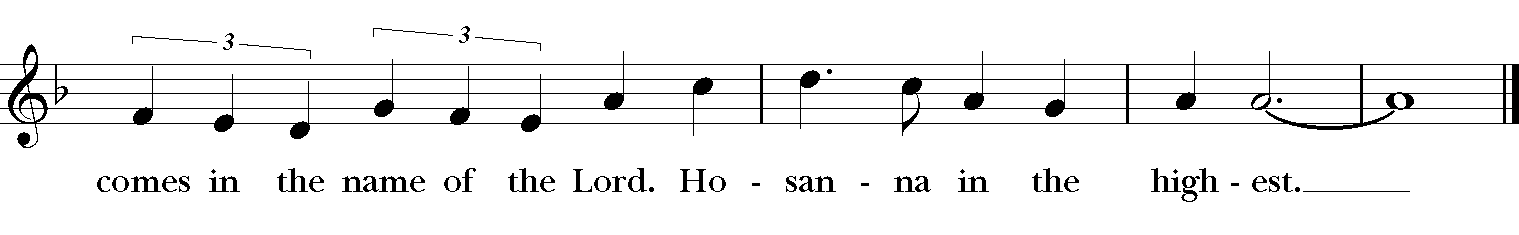 3 3
comes in the name of the Lord. Ho - san - na in the high - est.